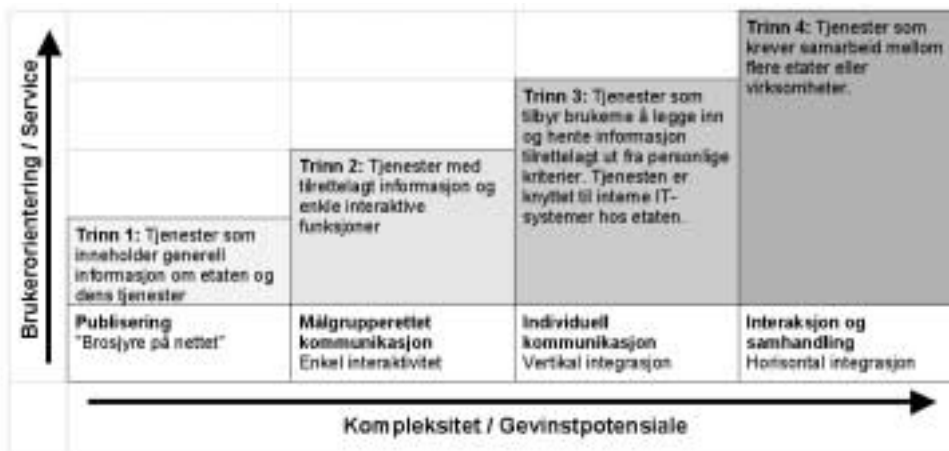 Brukerorientering / Service
Trinn 1: Tjenester som
inneholder generell
informasjon om etaten og
dens tjenester
Publisering
"Brosjyre på nettet"
Trinn 2: Tjenester med
tilrettelagt informasjon og
enkle interaktive
funksjoner
Målgrupperettet
kommunikasjon
Enkel interaktivitet
Trinn 3: Tjenester som
tilbyr brukerne å legge inn
og hente informasjon
tilrettelagt ut fra personlige
kriterier. Tjenesten er
knyttet til interne IT-
systemer hos etaten.
Individuell
kommunikasjon
Vertikal integrasjon
Trinn 4: Tjenester som
krever samarbeid mellom
flere etater eller
virksomheter.
Interaksjon og
samhandling
Horisontal integrasjon
Kompleksitet / Gevinstpotensiale